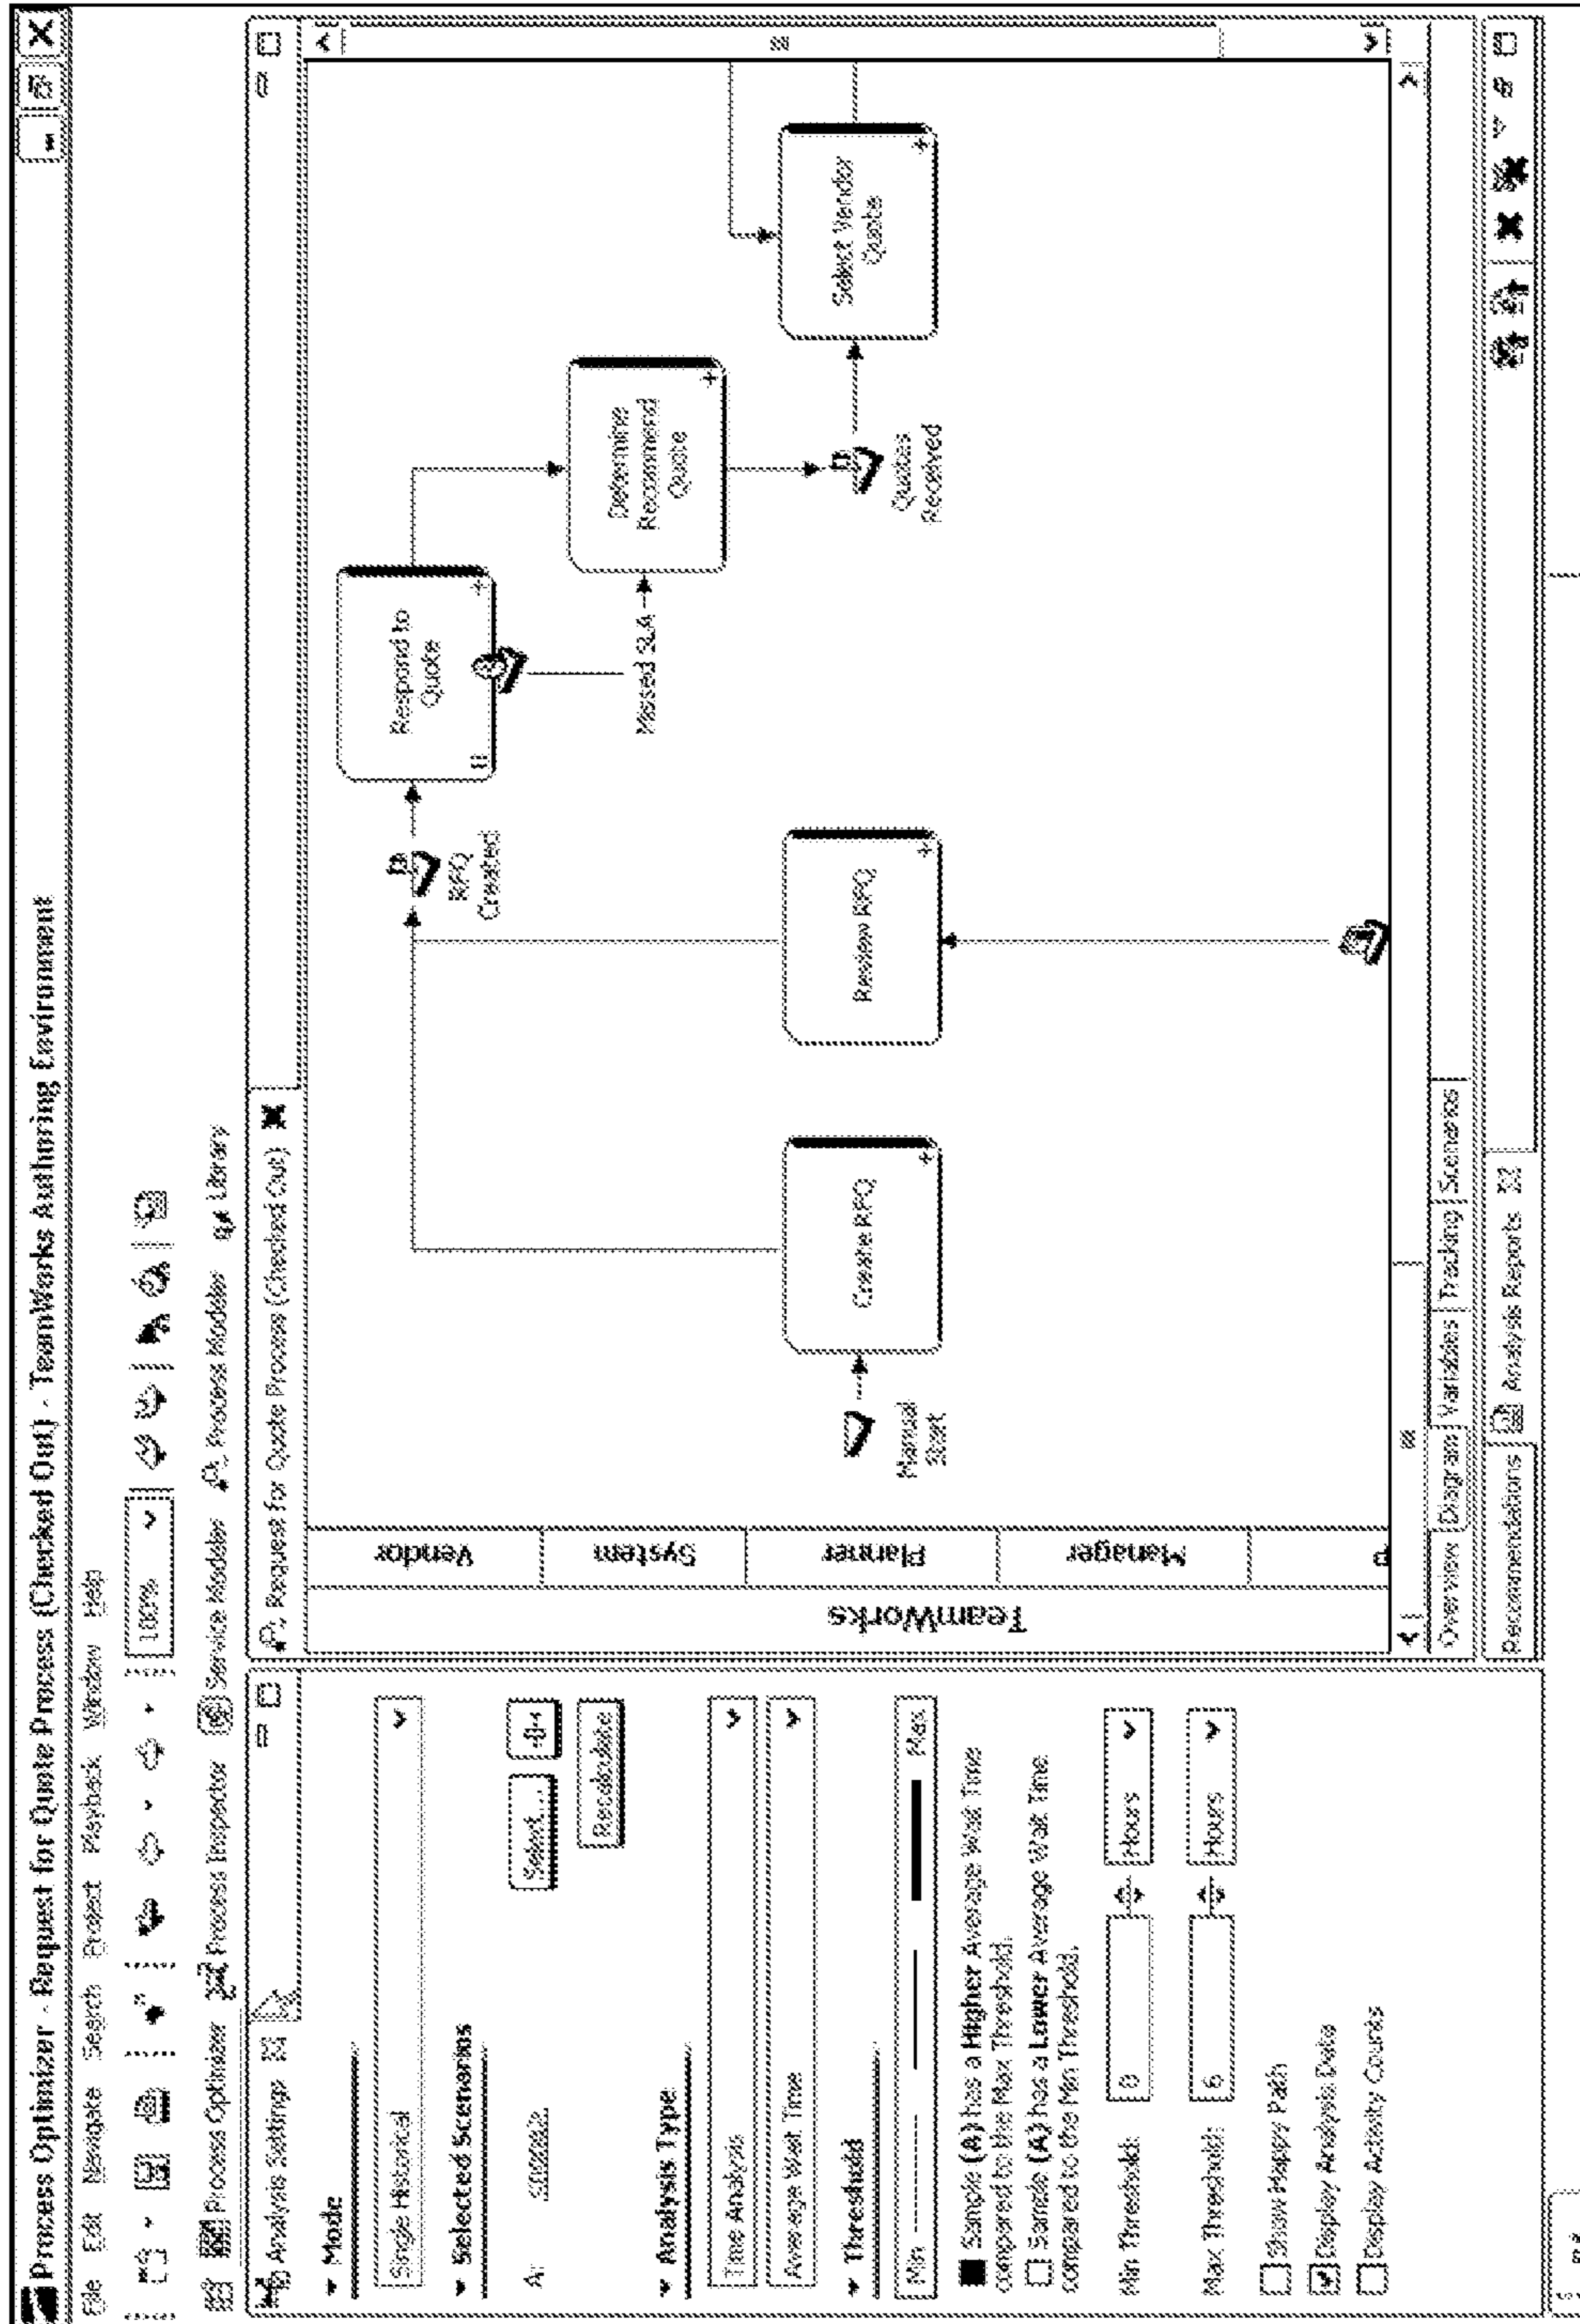 Process Optimizer - Request for Quote Process (Checked Out) - TeamWorks Authoring Environment
File Edit Navigate Search Project Playback Window Help
100%
Process Optimizer Process Inspector Service Modeler Process Modeler Library
Analysis Settings
Mode
Single Historical
Selected Scenarios
A: <none>
Select...
Recalculate
Analysis Type
Time Analysis
Average Wait Time
Threshold
Min
Max
Sample (A) has a Higher Average Wait Time
compared to the Max Threshold.
Sample (A) has a Lower Average Wait Time
compared to the Min Threshold.
Min Threshold: 0 Hours
Max Threshold: 6 Hours
Show Happy Path
Display Analysis Data
Display Activity Counts
Request for Quote Process (Checked Out)
TeamWorks
Vendor
System
Planner
Manager
P
Manual
Start
Create RFQ
Review RFQ
RFQ
Created
Respond to
Quote
Missed SLA
Determine
Recommend
Quote
Quotes
Received
Select Vendor
Quote
Overview Diagram Variables Tracking Scenarios
Recommendations Analysis Reports